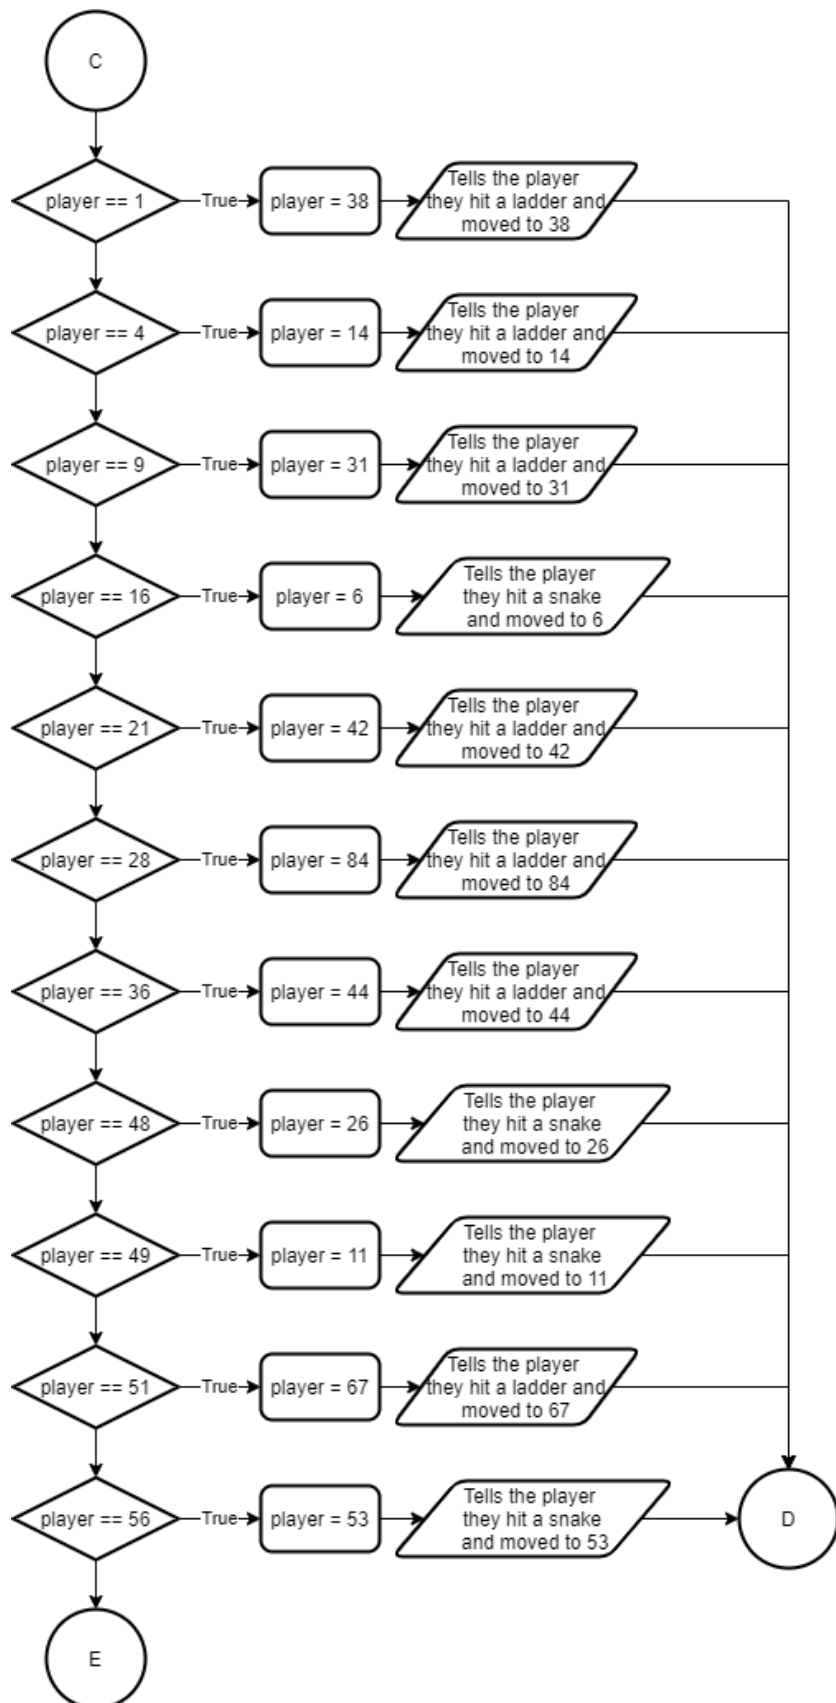 C
player == 1
True
player = 38
Tells the player
they hit a ladder and
moved to 38
player == 4
True
player = 14
Tells the player
they hit a ladder and
moved to 14
player == 9
True
player = 31
Tells the player
they hit a ladder and
moved to 31
player == 16
True
player = 6
Tells the player
they hit a snake
and moved to 6
player == 21
True
player = 42
Tells the player
they hit a ladder and
moved to 42
player == 28
True
player = 84
Tells the player
they hit a ladder and
moved to 84
player == 36
True
player = 44
Tells the player
they hit a ladder and
moved to 44
player == 48
True
player = 26
Tells the player
they hit a snake
and moved to 26
player == 49
True
player = 11
Tells the player
they hit a snake
and moved to 11
player == 51
True
player = 67
Tells the player
they hit a ladder and
moved to 67
player == 56
True
player = 53
Tells the player
they hit a snake
and moved to 53
D
E